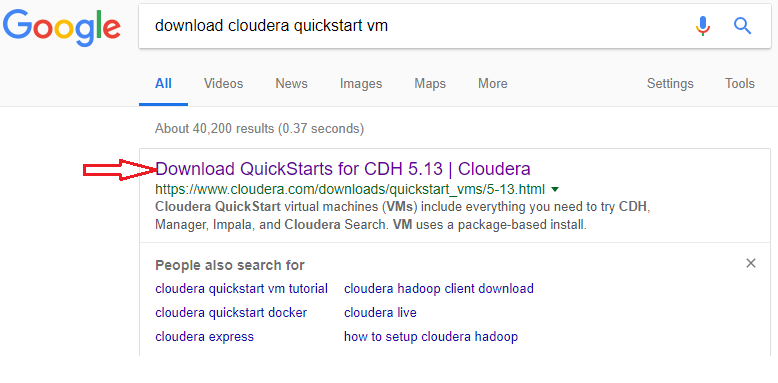 Google
download cloudera quickstart vm
All Videos News Images Maps More Settings Tools
About 40,200 results (0.37 seconds)
Download QuickStarts for CDH 5.13 | Cloudera
https://www.cloudera.com/downloads/quickstart_vms/5-13.html
Cloudera QuickStart virtual machines (VMs) include everything you need to try CDH,
Manager, Impala, and Cloudera Search. VM uses a package-based install.
People also search for
cloudera quickstart vm tutorial cloudera hadoop client download
cloudera quickstart docker cloudera live
cloudera express how to setup cloudera hadoop